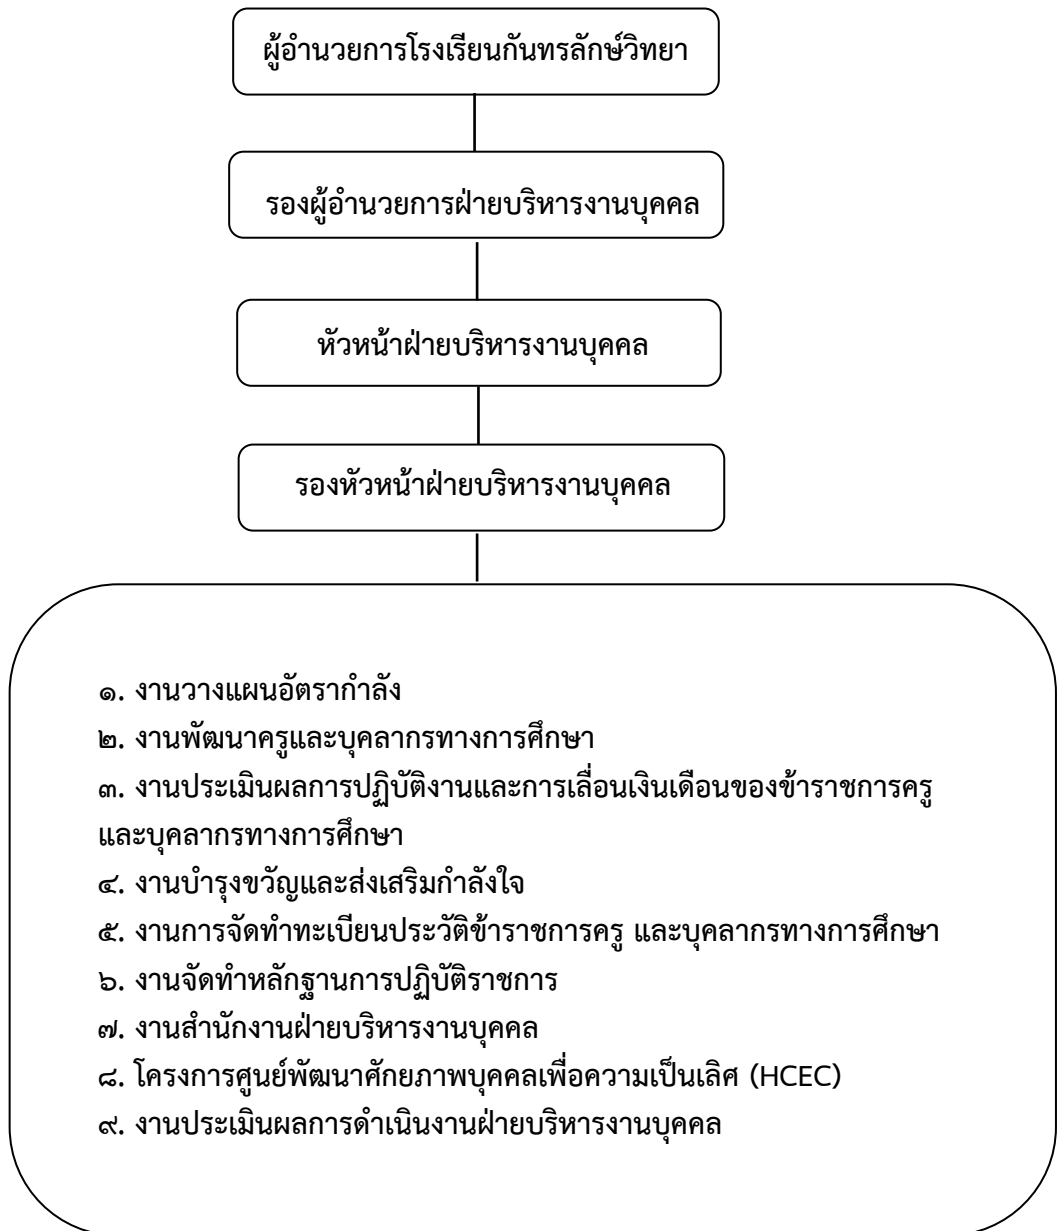 ผู้อำนวยการโรงเรียนกันทรลักษ์วิทยา
รองผู้อำนวยการฝ่ายบริหารงานบุคคล
หัวหน้าฝ่ายบริหารงานบุคคล
รองหัวหน้าฝ่ายบริหารงานบุคคล
๑. งานวางแผนอัตรากำลัง
๒. งานพัฒนาครูและบุคลากรทางการศึกษา
๓. งานประเมินผลการปฏิบัติงานและการเลื่อนเงินเดือนของข้าราชการครู
และบุคลากรทางการศึกษา
๔. งานบำรุงขวัญและส่งเสริมกำลังใจ
๕. งานการจัดทำทะเบียนประวัติข้าราชการครู และบุคลากรทางการศึกษา
๖. งานจัดทำหลักฐานการปฏิบัติราชการ
๗. งานสำนักงานฝ่ายบริหารงานบุคคล
๘. โครงการศูนย์พัฒนาศักยภาพบุคคลเพื่อความเป็นเลิศ (HCEC)
๙. งานประเมินผลการดำเนินงานฝ่ายบริหารงานบุคคล